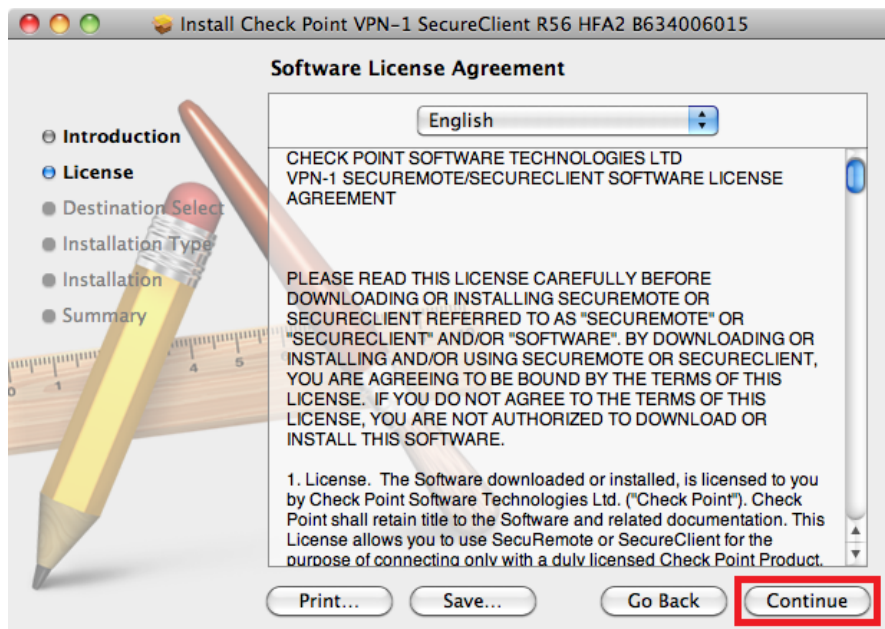 Install Check Point VPN-1 SecureClient R56 HFA2 B634006015
Software License Agreement
Introduction
License
Destination Select
Installation Type
Installation
Summary
English
CHECK POINT SOFTWARE TECHNOLOGIES LTD
VPN-1 SECUREMOTE/SECURECLIENT SOFTWARE LICENSE
AGREEMENT
PLEASE READ THIS LICENSE CAREFULLY BEFORE
DOWNLOADING OR INSTALLING SECUREMOTE OR
SECURECLIENT REFERRED TO AS "SECUREMOTE" OR
"SECURECLIENT" AND/OR "SOFTWARE". BY DOWNLOADING OR
INSTALLING AND/OR USING SECUREMOTE OR SECURECLIENT,
YOU ARE AGREEING TO BE BOUND BY THE TERMS OF THIS
LICENSE. IF YOU DO NOT AGREE TO THE TERMS OF THIS
LICENSE, YOU ARE NOT AUTHORIZED TO DOWNLOAD OR
INSTALL THIS SOFTWARE.
1. License. The Software downloaded or installed, is licensed to you
by Check Point Software Technologies Ltd. ("Check Point"). Check
Point shall retain title to the Software and related documentation. This
License allows you to use SecuRemote or SecureClient for the
purpose of connecting only with a duly licensed Check Point Product.
0 1 4 5
Print...
Save...
Go Back
Continue